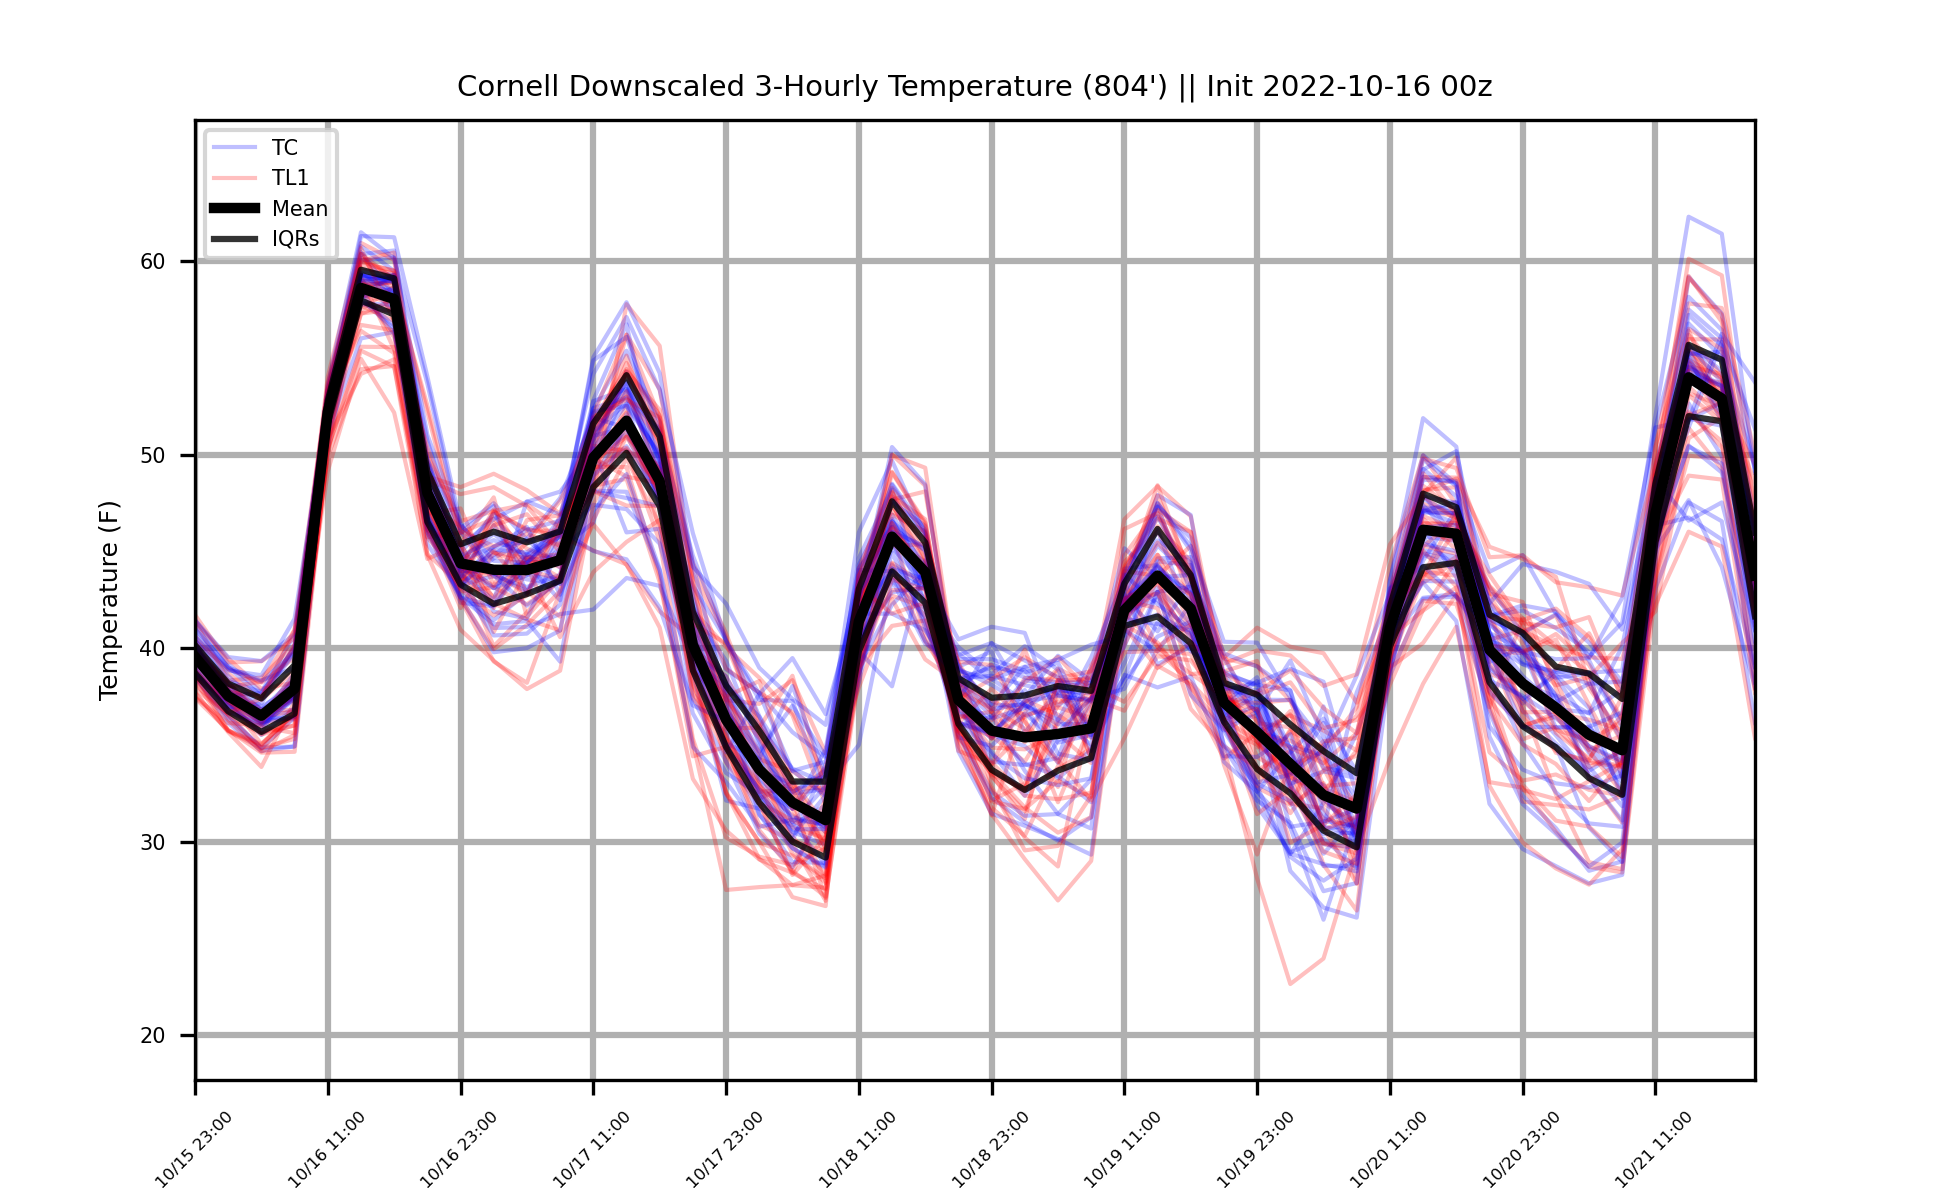 Cornell Downscaled 3-Hourly Temperature (804') || Init 2022-10-16 00z
TC
TL1
Mean
IQRs
Temperature (F)
60
50
40
30
20
10/15 23:00
10/16 11:00
10/16 23:00
10/17 11:00
10/17 23:00
10/18 11:00
10/18 23:00
10/19 11:00
10/19 23:00
10/20 11:00
10/20 23:00
10/21 11:00